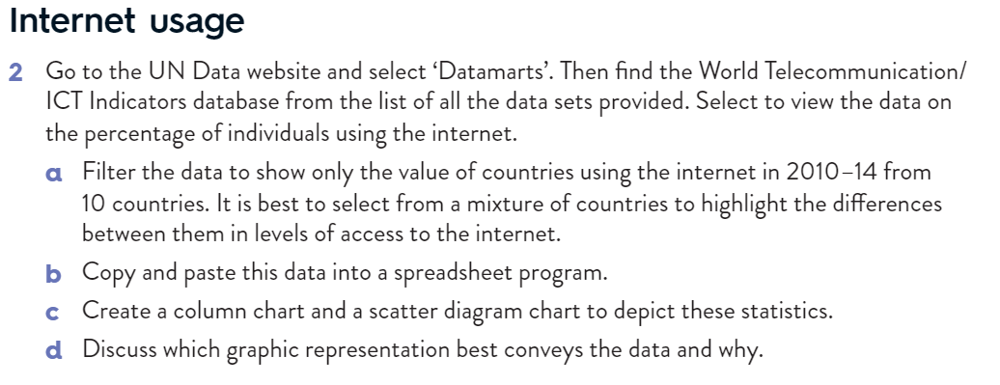 Internet usage
2 Go to the UN Data website and select ‘Datamarts’. Then find the World Telecommunication/
ICT Indicators database from the list of all the data sets provided. Select to view the data on
the percentage of individuals using the internet.
a Filter the data to show only the value of countries using the internet in 2010–14 from
10 countries. It is best to select from a mixture of countries to highlight the differences
between them in levels of access to the internet.
b Copy and paste this data into a spreadsheet program.
c Create a column chart and a scatter diagram chart to depict these statistics.
d Discuss which graphic representation best conveys the data and why.